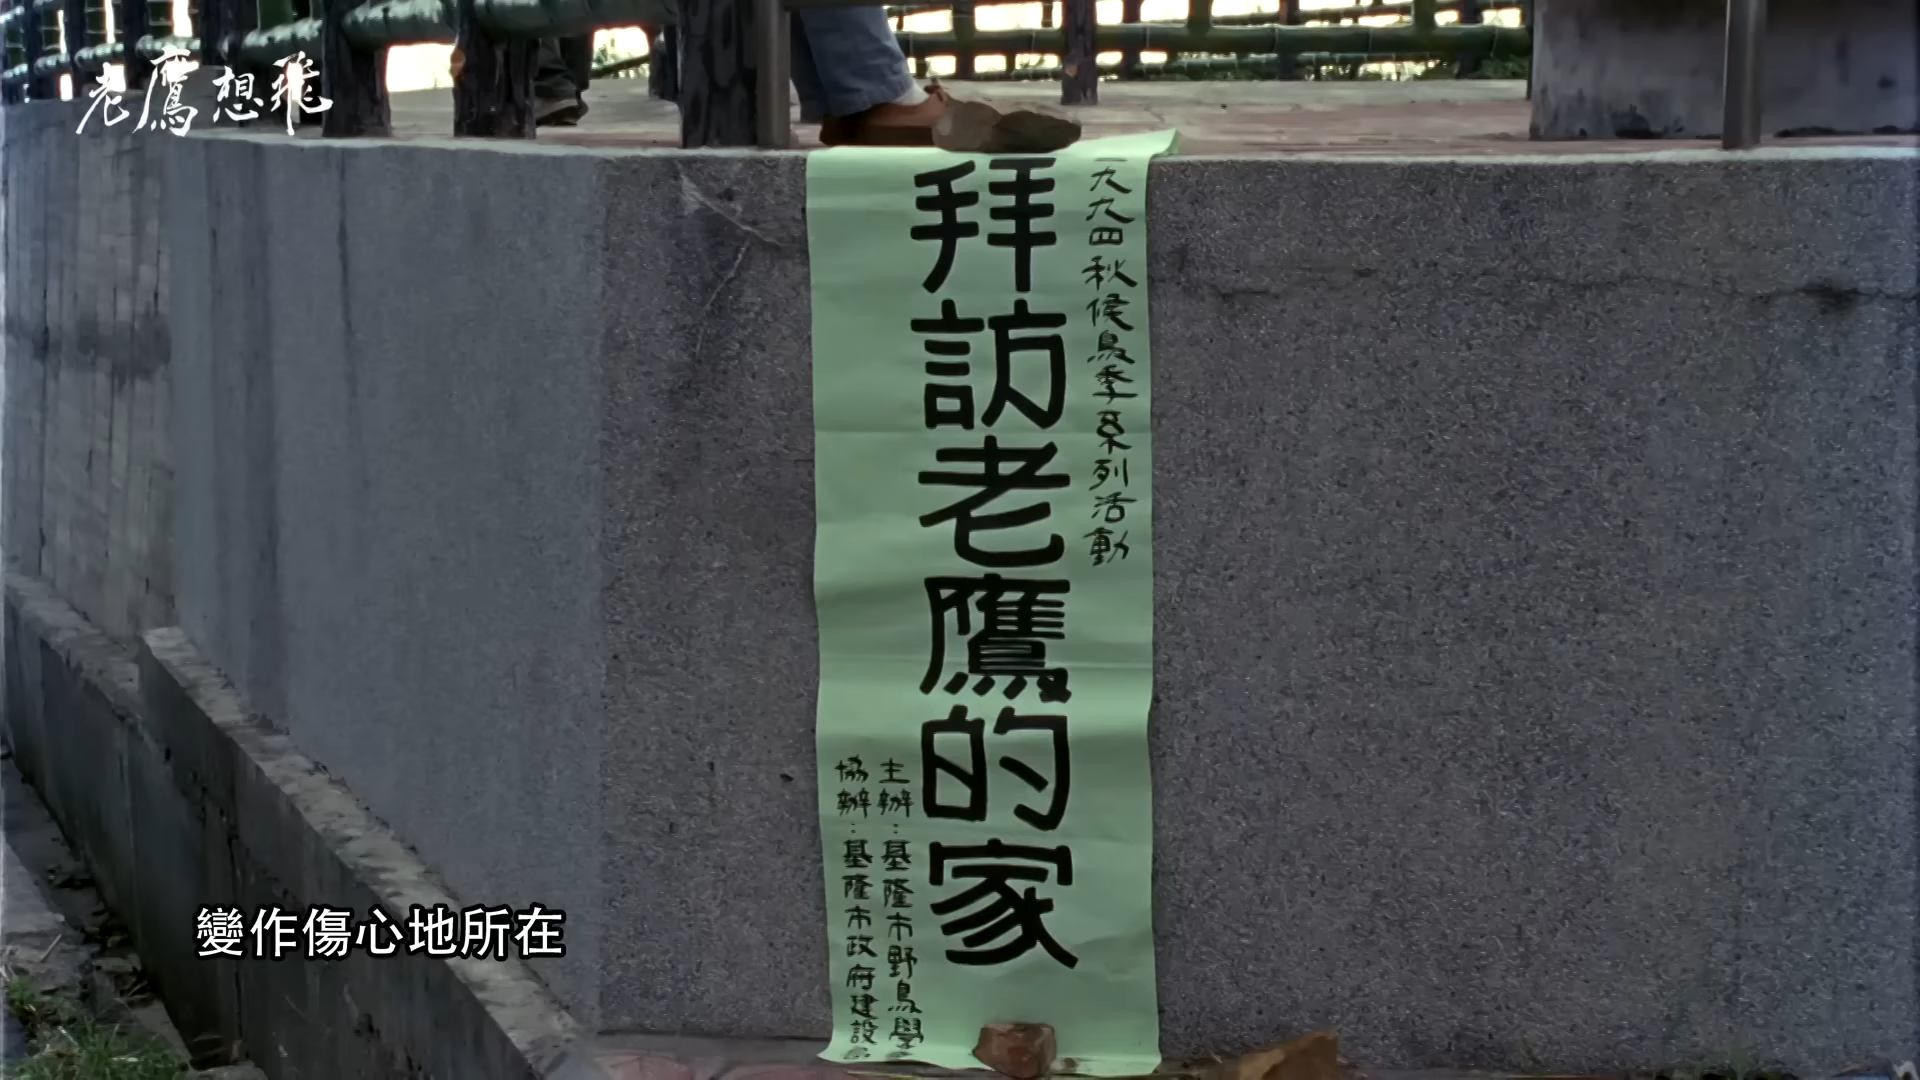 老鷹想飛
一九九四秋候鳥季系列活動
拜訪老鷹的家
主辦：基隆市野鳥學
協辦：基隆市政府建設
變作傷心地所在